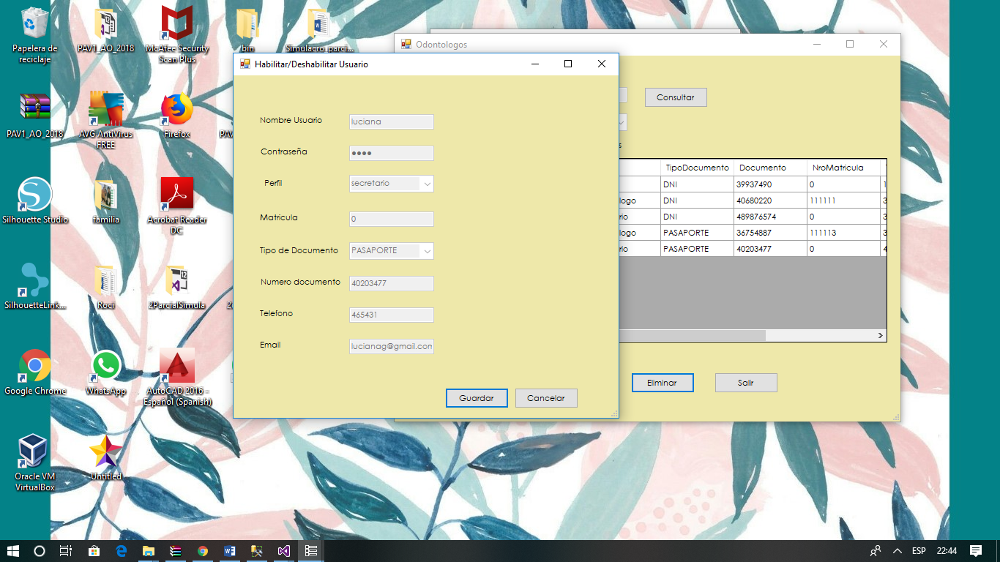 Papelera de
reciclaje
PAV1_AO_2018
McAfee Security
Scan Plus
bin
Simulacro parci...
PAV1_AO_2018
AVG AntiVirus
FREE
Firefox
PAV
Silhouette Studio
familia
Acrobat Reader
DC
SilhouetteLink...
Roci
2ParcialSimula
2
Google Chrome
WhatsApp
AutoCAD 2016 -
Español (Spanish)
Oracle VM
VirtualBox
Untitled
Odontologos
Consultar
s
TipoDocumento Documento NroMatricula
DNI 39937490 0 1
logo DNI 40680220 111111 3
rio DNI 489876574 0 3
logo PASAPORTE 36754887 111113 3
rio PASAPORTE 40203477 0 4
Eliminar Salir
Habilitar/Deshabilitar Usuario
Nombre Usuario luciana
Contraseña ●●●●
Perfil secretario
Matricula 0
Tipo de Documento PASAPORTE
Numero documento 40203477
Telefono 465431
Email lucianag@gmail.con
Guardar Cancelar
ESP 22:44